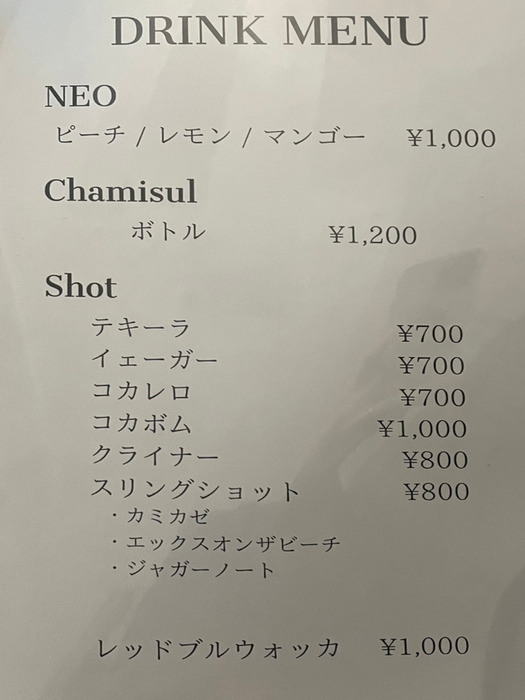 DRINK MENU
NEO
ピーチ / レモン / マンゴー ¥1,000
Chamisul
ボトル ¥1,200
Shot
テキーラ ¥700
イェーガー ¥700
コカレロ ¥700
コカボム ¥1,000
クライナー ¥800
スリングショット ¥800
・カミカゼ
・エックスオンザビーチ
・ジャガーノート
レッドブルウォッカ ¥1,000